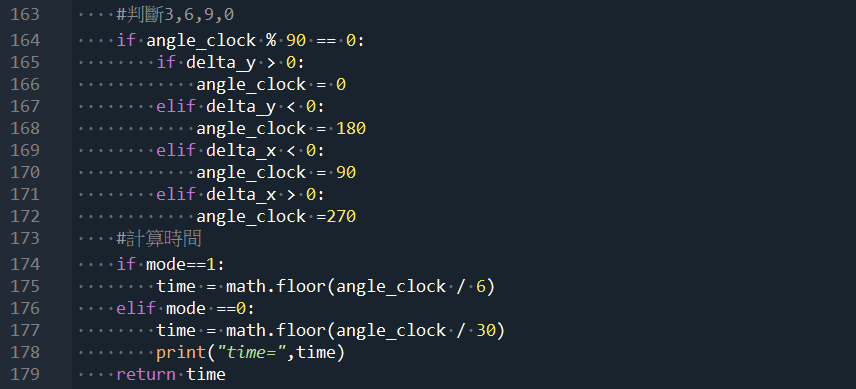 163 #判斷3,6,9,0
164 if angle_clock % 90 == 0:
165 if delta_y > 0:
166 angle_clock = 0
167 elif delta_y < 0:
168 angle_clock = 180
169 elif delta_x < 0:
170 angle_clock = 90
171 elif delta_x > 0:
172 angle_clock =270
173 #計算時間
174 if mode==1:
175 time = math.floor(angle_clock / 6)
176 elif mode ==0:
177 time = math.floor(angle_clock / 30)
178 print("time=",time)
179 return time